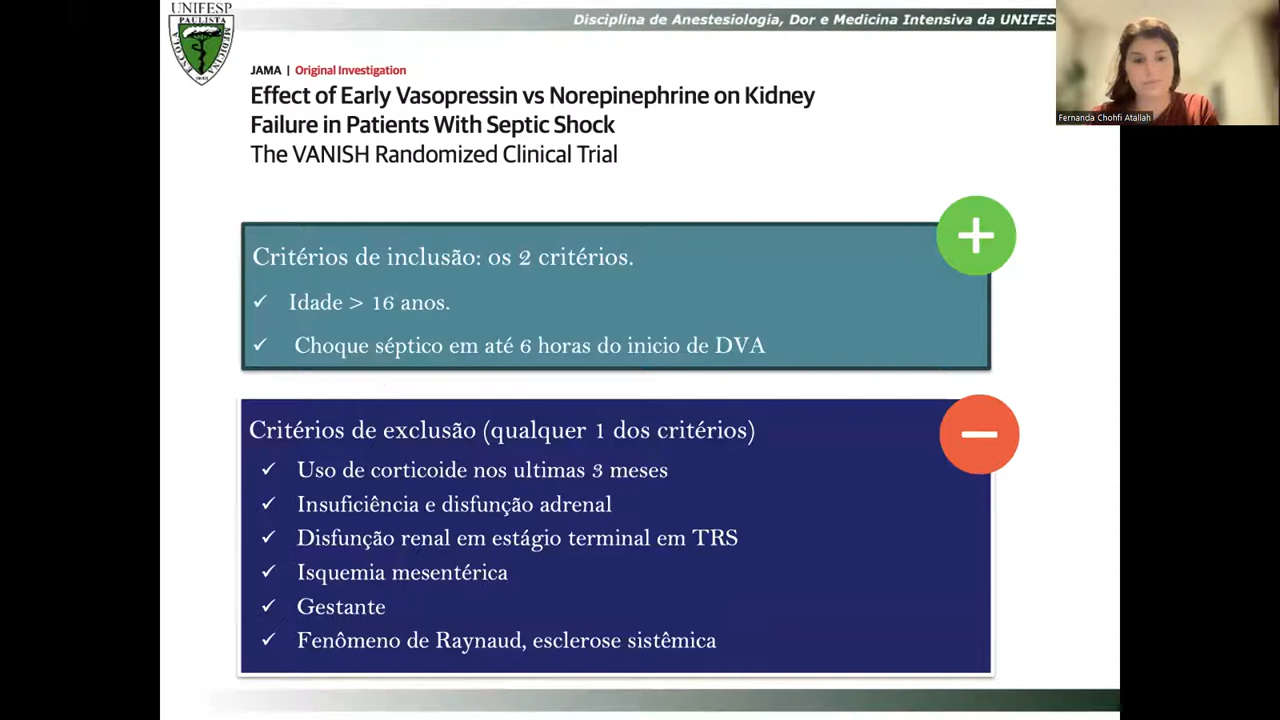 UNIFESP
PAULISTA
ESCOLA
MEDICINA
Disciplina de Anestesiologia, Dor e Medicina Intensiva da UNIFES
Fernanda Chohfi Atallah
JAMA | Original Investigation
Effect of Early Vasopressin vs Norepinephrine on Kidney
Failure in Patients With Septic Shock
The VANISH Randomized Clinical Trial
Critérios de inclusão: os 2 critérios.
✓ Idade > 16 anos.
✓ Choque séptico em até 6 horas do inicio de DVA
Critérios de exclusão (qualquer 1 dos critérios)
✓ Uso de corticoide nos ultimas 3 meses
✓ Insuficiência e disfunção adrenal
✓ Disfunção renal em estágio terminal em TRS
✓ Isquemia mesentérica
✓ Gestante
✓ Fenômeno de Raynaud, esclerose sistêmica